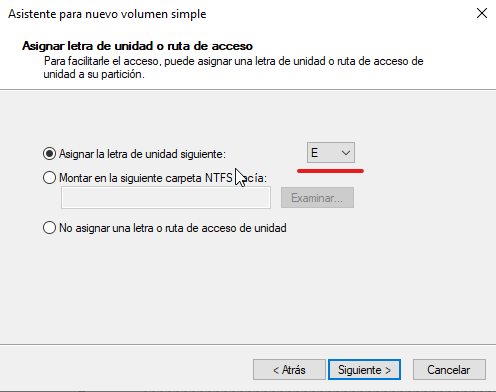 Asistente para nuevo volumen simple
Asignar letra de unidad o ruta de acceso
Para facilitarle el acceso, puede asignar una letra de unidad o ruta de acceso de
unidad a su partición.
Asignar la letra de unidad siguiente:
E
Montar en la siguiente carpeta NTFS vacía:
Examinar...
No asignar una letra o ruta de acceso de unidad
< Atrás
Siguiente >
Cancelar